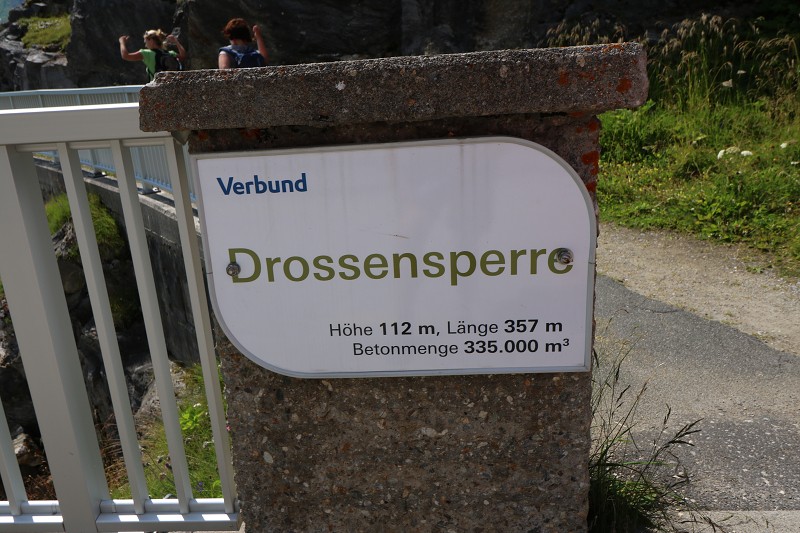 Verbund
Drossensperre
Höhe 112 m, Länge 357 m
Betonmenge 335.000 m³